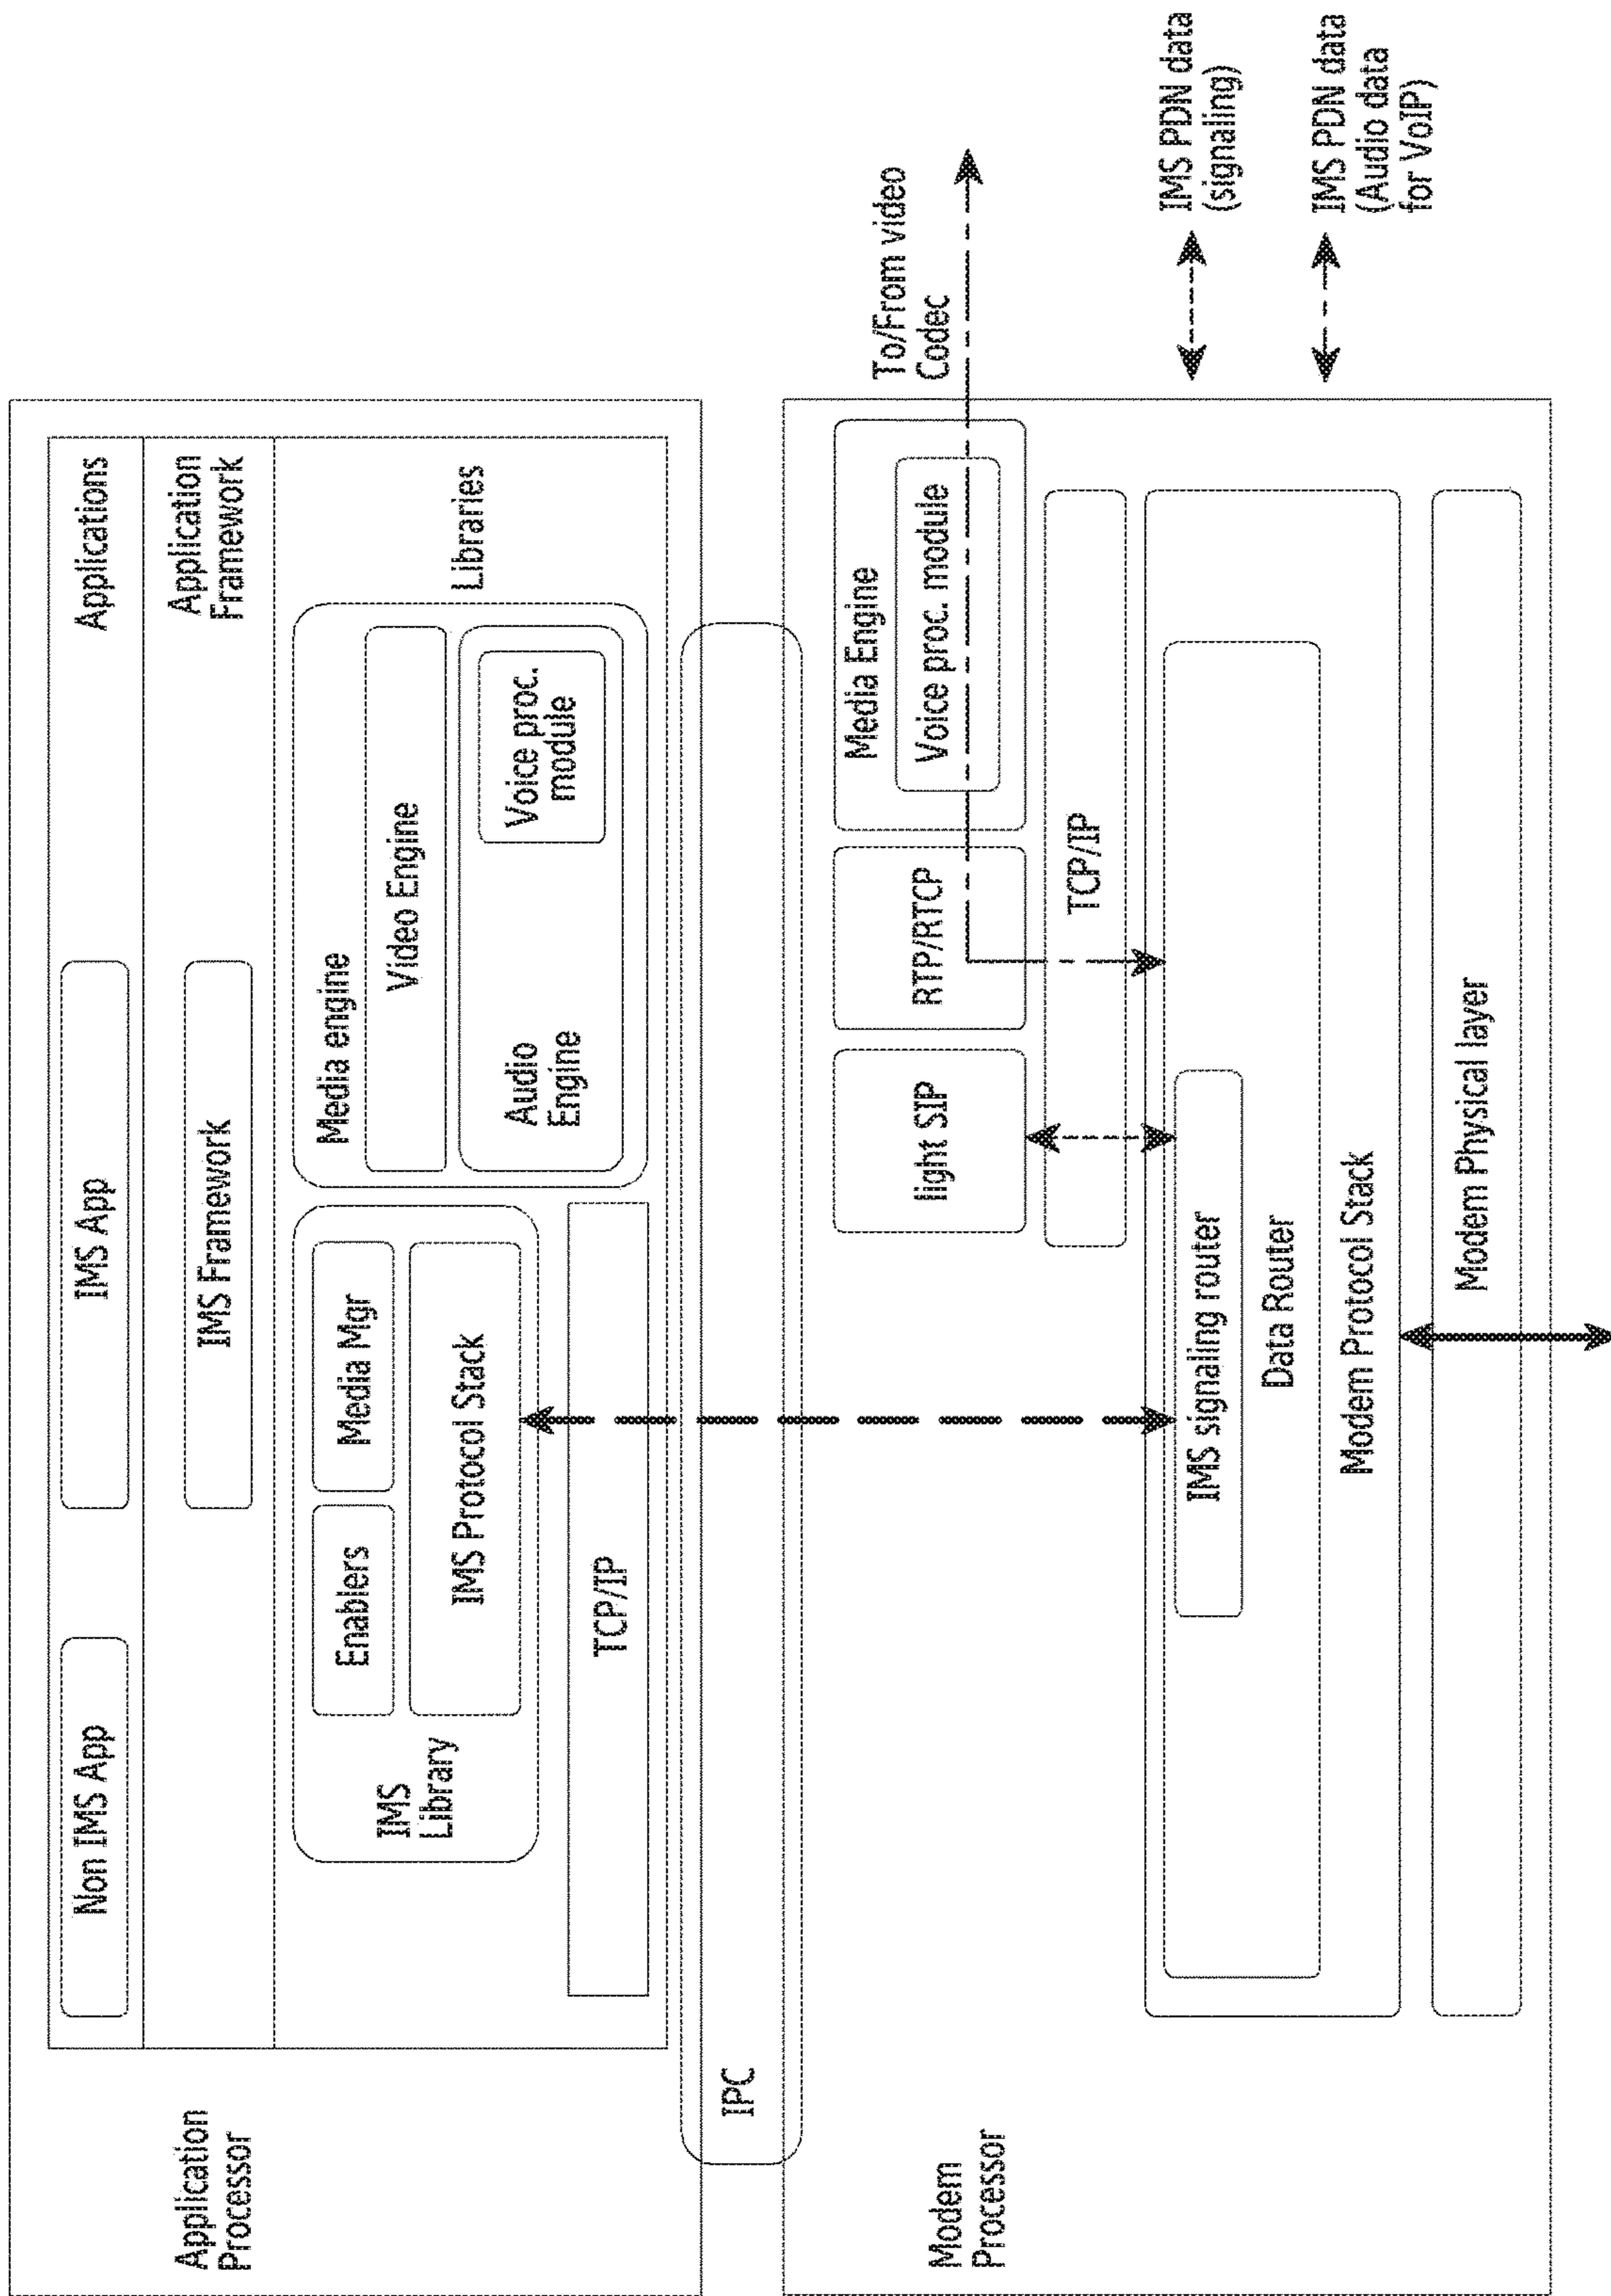 Application
Processor
Non IMS App
IMS App
Applications
IMS Framework
Application
Framework
IMS
Library
Enablers
Media Mgr
IMS Protocol Stack
TCP/IP
Media engine
Video Engine
Audio
Engine
Voice proc.
module
Libraries
IPC
Modem
Processor
light SIP
RTP/RTCP
Media Engine
Voice proc. module
To/From video
Codec
TCP/IP
IMS signaling router
Data Router
Modem Protocol Stack
Modem Physical layer
IMS PDN data
(signaling)
IMS PDN data
(Audio data
for VoIP)